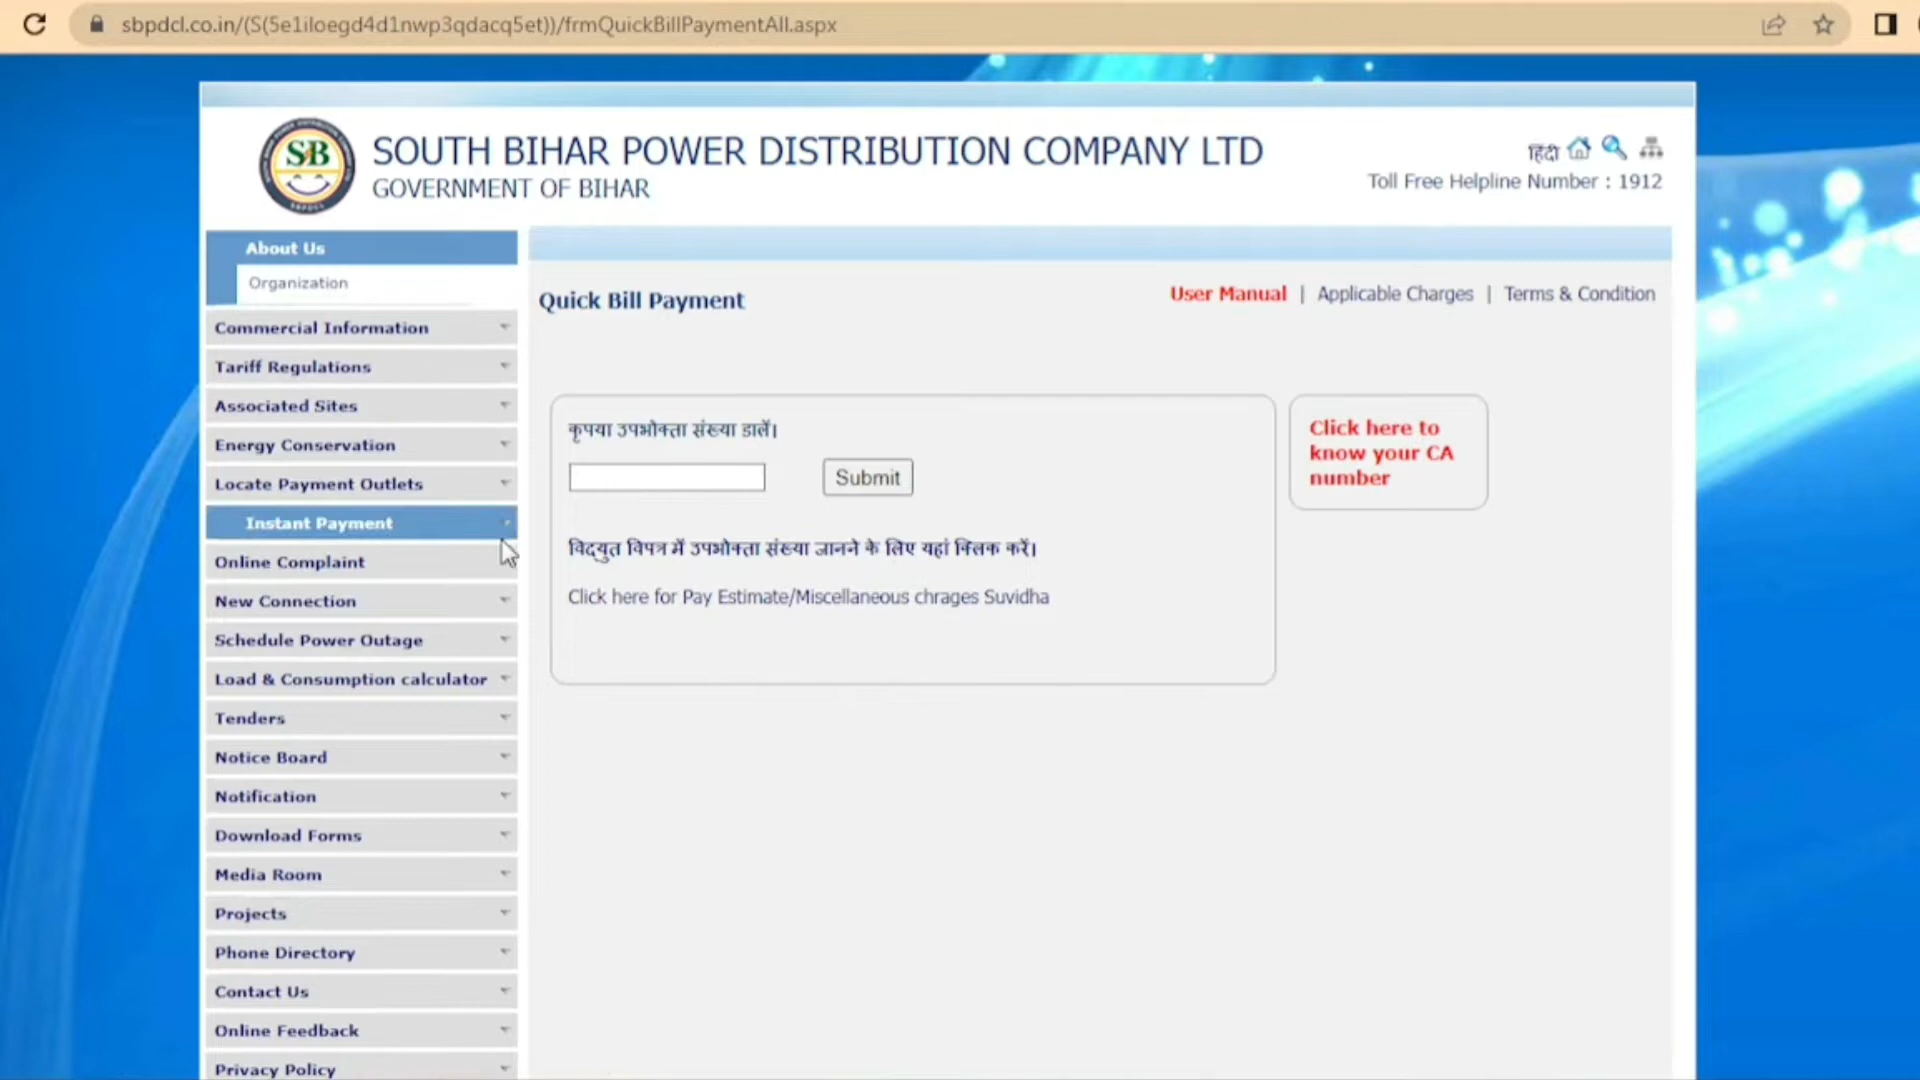 sbpdcl.co.in/(S(5e1iloegd4d1nwp3qdacq5et))/frmQuickBillPaymentAll.aspx
SB
SBPDCL
SOUTH BIHAR POWER DISTRIBUTION COMPANY LTD
GOVERNMENT OF BIHAR
हिंदी
Toll Free Helpline Number : 1912
About Us
Organization
Commercial Information
Tariff Regulations
Associated Sites
Energy Conservation
Locate Payment Outlets
Instant Payment
Online Complaint
New Connection
Schedule Power Outage
Load & Consumption calculator
Tenders
Notice Board
Notification
Download Forms
Media Room
Projects
Phone Directory
Contact Us
Online Feedback
Privacy Policy
Quick Bill Payment
User Manual | Applicable Charges | Terms & Condition
कृपया उपभोक्ता संख्या डालें।
Submit
विद्युत विपत्र में उपभोक्ता संख्या जानने के लिए यहां क्लिक करें।
Click here for Pay Estimate/Miscellaneous chrages Suvidha
Click here to
know your CA
number